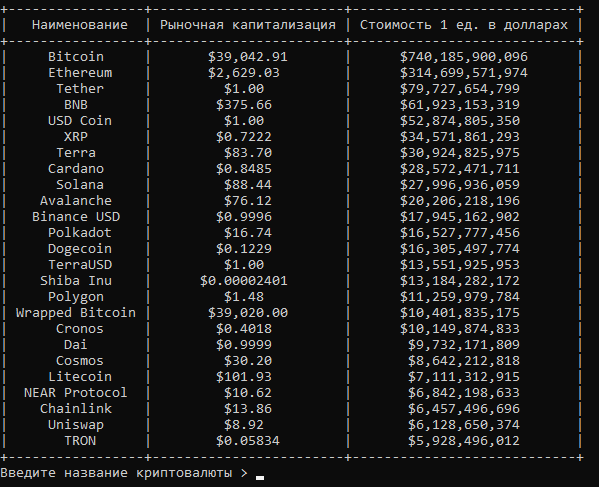 Наименование | Рыночная капитализация | Стоимость 1 ед. в долларах
Bitcoin | $39,042.91 | $740,185,900,096
Ethereum | $2,629.03 | $314,699,571,974
Tether | $1.00 | $79,727,654,799
BNB | $375.66 | $61,923,153,319
USD Coin | $1.00 | $52,874,805,350
XRP | $0.7222 | $34,571,861,293
Terra | $83.70 | $30,924,825,975
Cardano | $0.8485 | $28,572,471,711
Solana | $88.44 | $27,996,936,059
Avalanche | $76.12 | $20,206,218,196
Binance USD | $0.9996 | $17,945,162,902
Polkadot | $16.74 | $16,527,777,456
Dogecoin | $0.1229 | $16,305,497,774
TerraUSD | $1.00 | $13,551,925,953
Shiba Inu | $0.00002401 | $13,184,282,172
Polygon | $1.48 | $11,259,979,784
Wrapped Bitcoin | $39,020.00 | $10,401,835,175
Cronos | $0.4018 | $10,149,874,833
Dai | $0.9999 | $9,732,171,809
Cosmos | $30.20 | $8,642,212,818
Litecoin | $101.93 | $7,111,312,915
NEAR Protocol | $10.62 | $6,842,198,633
Chainlink | $13.86 | $6,457,496,696
Uniswap | $8.92 | $6,128,650,374
TRON | $0.05834 | $5,928,496,012
Введите название криптовалюты >